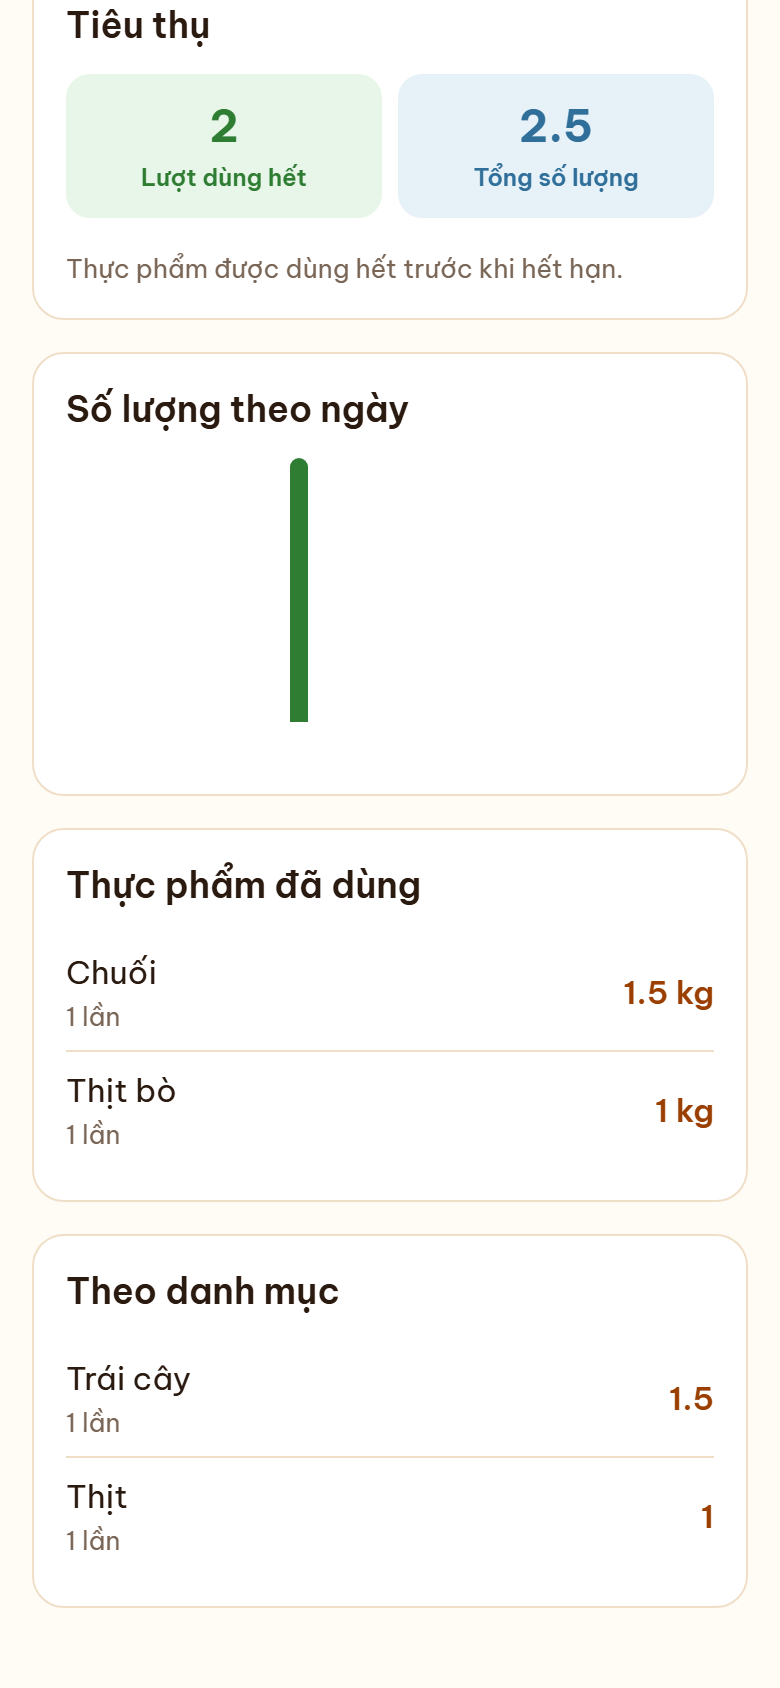 Tiêu thụ
2
Lượt dùng hết
2.5
Tổng số lượng
Thực phẩm được dùng hết trước khi hết hạn.
Số lượng theo ngày
Thực phẩm đã dùng
Chuối
1 lần
1.5 kg
Thịt bò
1 lần
1 kg
Theo danh mục
Trái cây
1 lần
1.5
Thịt
1 lần
1